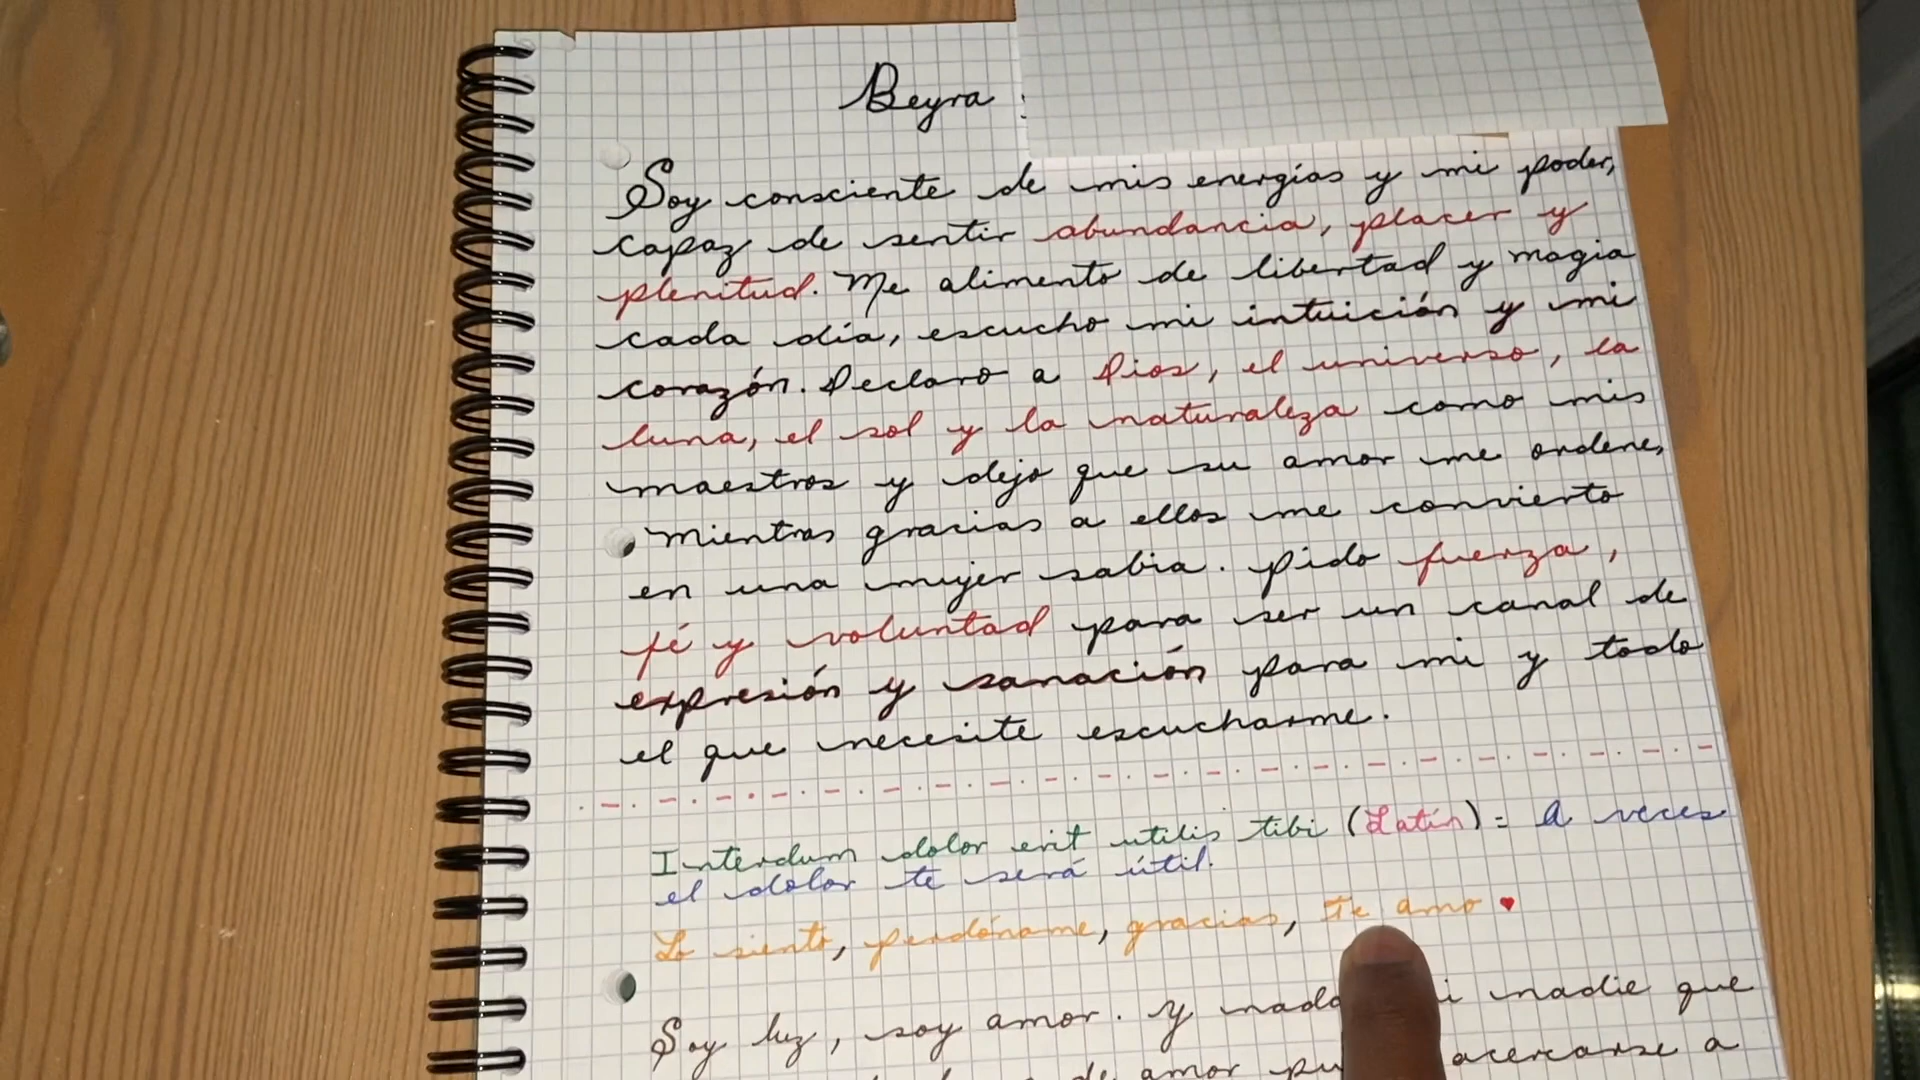 Beyra
Soy consciente de mis energías y mi poder,
capaz de sentir abundancia, placer y
plenitud. Me alimento de libertad y magia
cada día, escucho mi intuición y mi
corazón. Declaro a Dios, el universo, la
luna, el sol y la naturaleza como mis
maestros y dejo que su amor me ordene,
mientras gracias a ellos me convierto
en una mujer sabia. Pido fuerza,
fé y voluntad para ser un canal de
expresión y sanación para mi y todo
el que necesite escucharme.
Interdum dolor erit utilis tibi (Latín) = A veces
el dolor te será útil.
Lo siento, perdóname, gracias, te amo ♥
Soy luz, soy amor. Y nada ni nadie que
de amor acercarse a